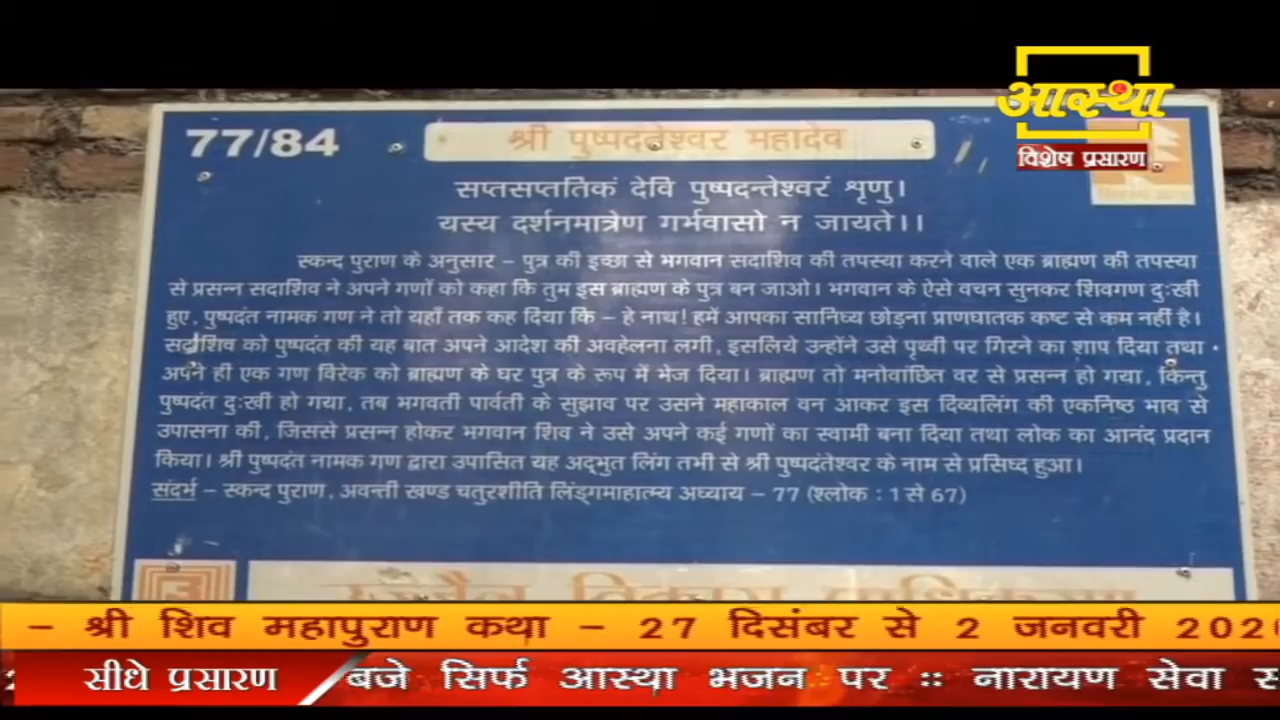 आस्था
विशेष प्रसारण
77/84
श्री पुष्पदन्तेश्वर महादेव
सप्तसप्ततिकं देवि पुष्पदन्तेश्वरं श्रृणु।
यस्य दर्शनमात्रेण गर्भवासो न जायते।।
स्कन्द पुराण के अनुसार – पुत्र की इच्छा से भगवान सदाशिव की तपस्या करने वाले एक ब्राह्मण की तपस्या
से प्रसन्न सदाशिव ने अपने गणों को कहा कि तुम इस ब्राह्मण के पुत्र बन जाओ। भगवान के ऐसे वचन सुनकर शिवगण दुःखी
हुए, पुष्पदंत नामक गण ने तो यहाँ तक कह दिया कि – हे नाथ! हमें आपका सानिध्य छोड़ना प्राणघातक कष्ट से कम नहीं है।
सदाशिव को पुष्पदंत की यह बात अपने आदेश की अवहेलना लगी, इसलिये उन्होंने उसे पृथ्वी पर गिरने का शाप दिया तथा
अपने ही एक गण विरेक को ब्राह्मण के घर पुत्र के रूप में भेज दिया। ब्राह्मण तो मनोवांछित वर से प्रसन्न हो गया, किन्तु
पुष्पदंत दुःखी हो गया, तब भगवती पार्वती के सुझाव पर उसने महाकाल वन आकर इस दिव्यलिंग की एकनिष्ठ भाव से
उपासना की, जिससे प्रसन्न होकर भगवान शिव ने उसे अपने कई गणों का स्वामी बना दिया तथा लोक का आनंद प्रदान
किया। श्री पुष्पदंत नामक गण द्वारा उपासित यह अद्भुत लिंग तभी से श्री पुष्पदंतेश्वर के नाम से प्रसिध्द हुआ।
संदर्भ – स्कन्द पुराण, अवन्ती खण्ड चतुरशीति लिंङ्गमाहात्म्य अध्याय – 77 (श्लोक : 1 से 67)
– श्री शिव महापुराण कथा – 27 दिसंबर से 2 जनवरी
सीधे प्रसारण
बजे सिर्फ आस्था भजन पर :: नारायण सेवा